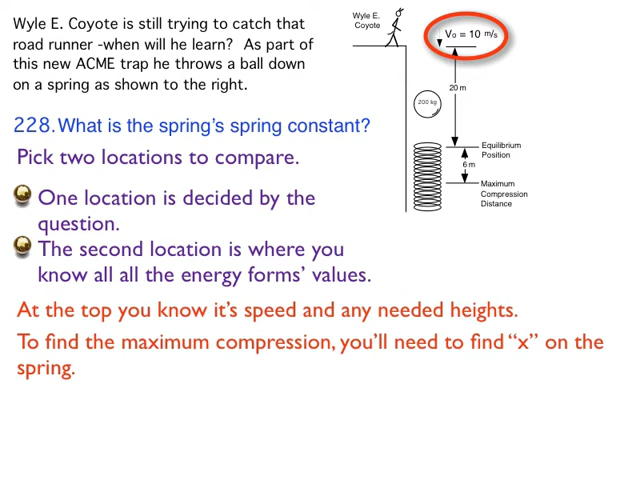 Wyle E. Coyote is still trying to catch that
road runner -when will he learn? As part of
this new ACME trap he throws a ball down
on a spring as shown to the right.
Wyle E.
Coyote
Vo = 10 m/s
20 m
200 kg
Equilibrium
Position
6 m
Maximum
Compression
Distance
228. What is the spring's spring constant?
Pick two locations to compare.
One location is decided by the
question.
The second location is where you
know all all the energy forms' values.
At the top you know it's speed and any needed heights.
To find the maximum compression, you'll need to find "x" on the
spring.